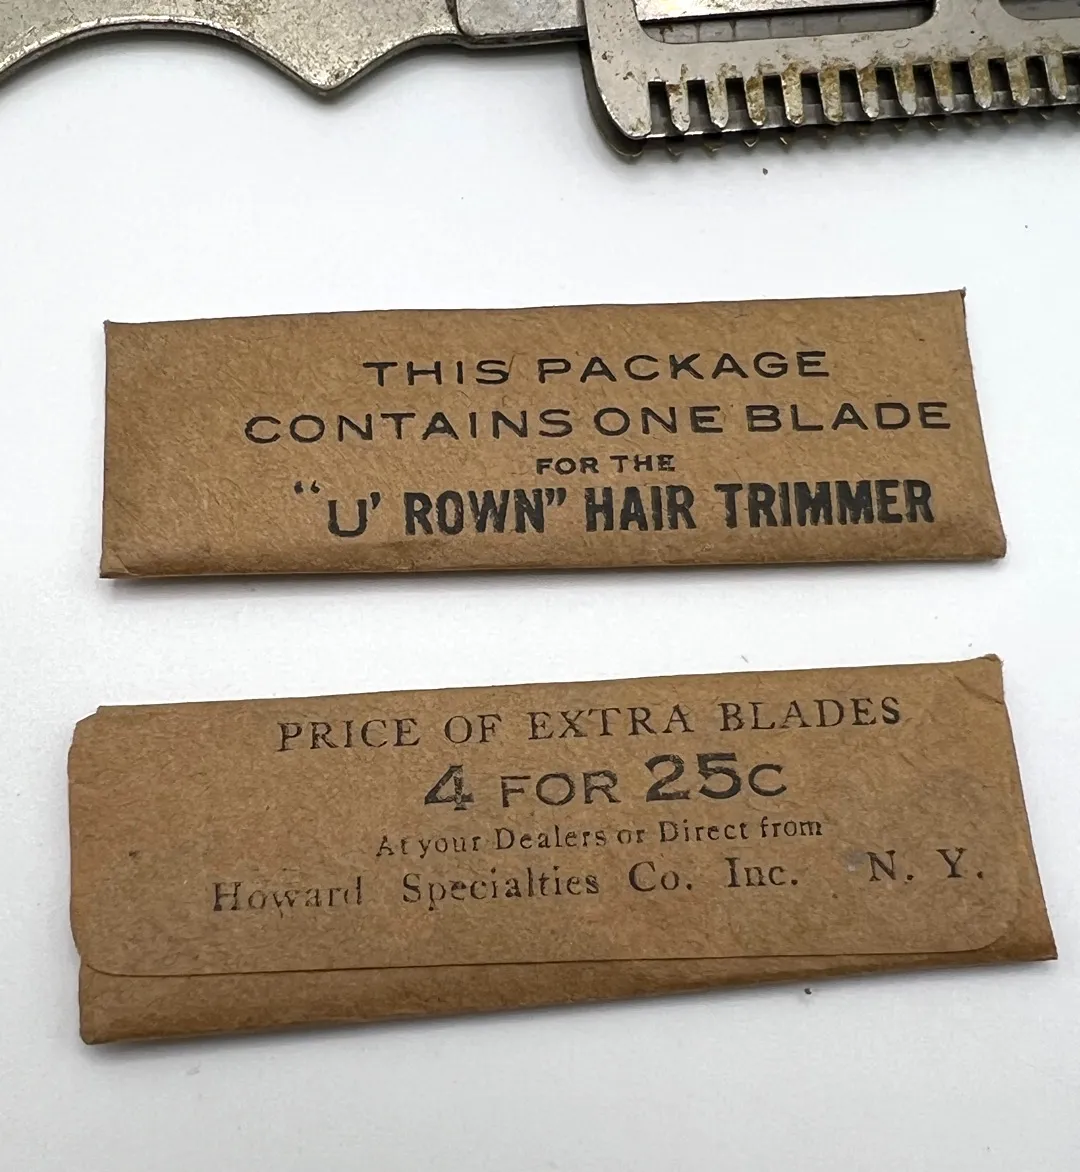 THIS PACKAGE
CONTAINS ONE BLADE
FOR THE
"U' ROWN" HAIR TRIMMER
PRICE OF EXTRA BLADES
4 FOR 25C
At your Dealers or Direct from
Howard Specialties Co. Inc. N. Y.